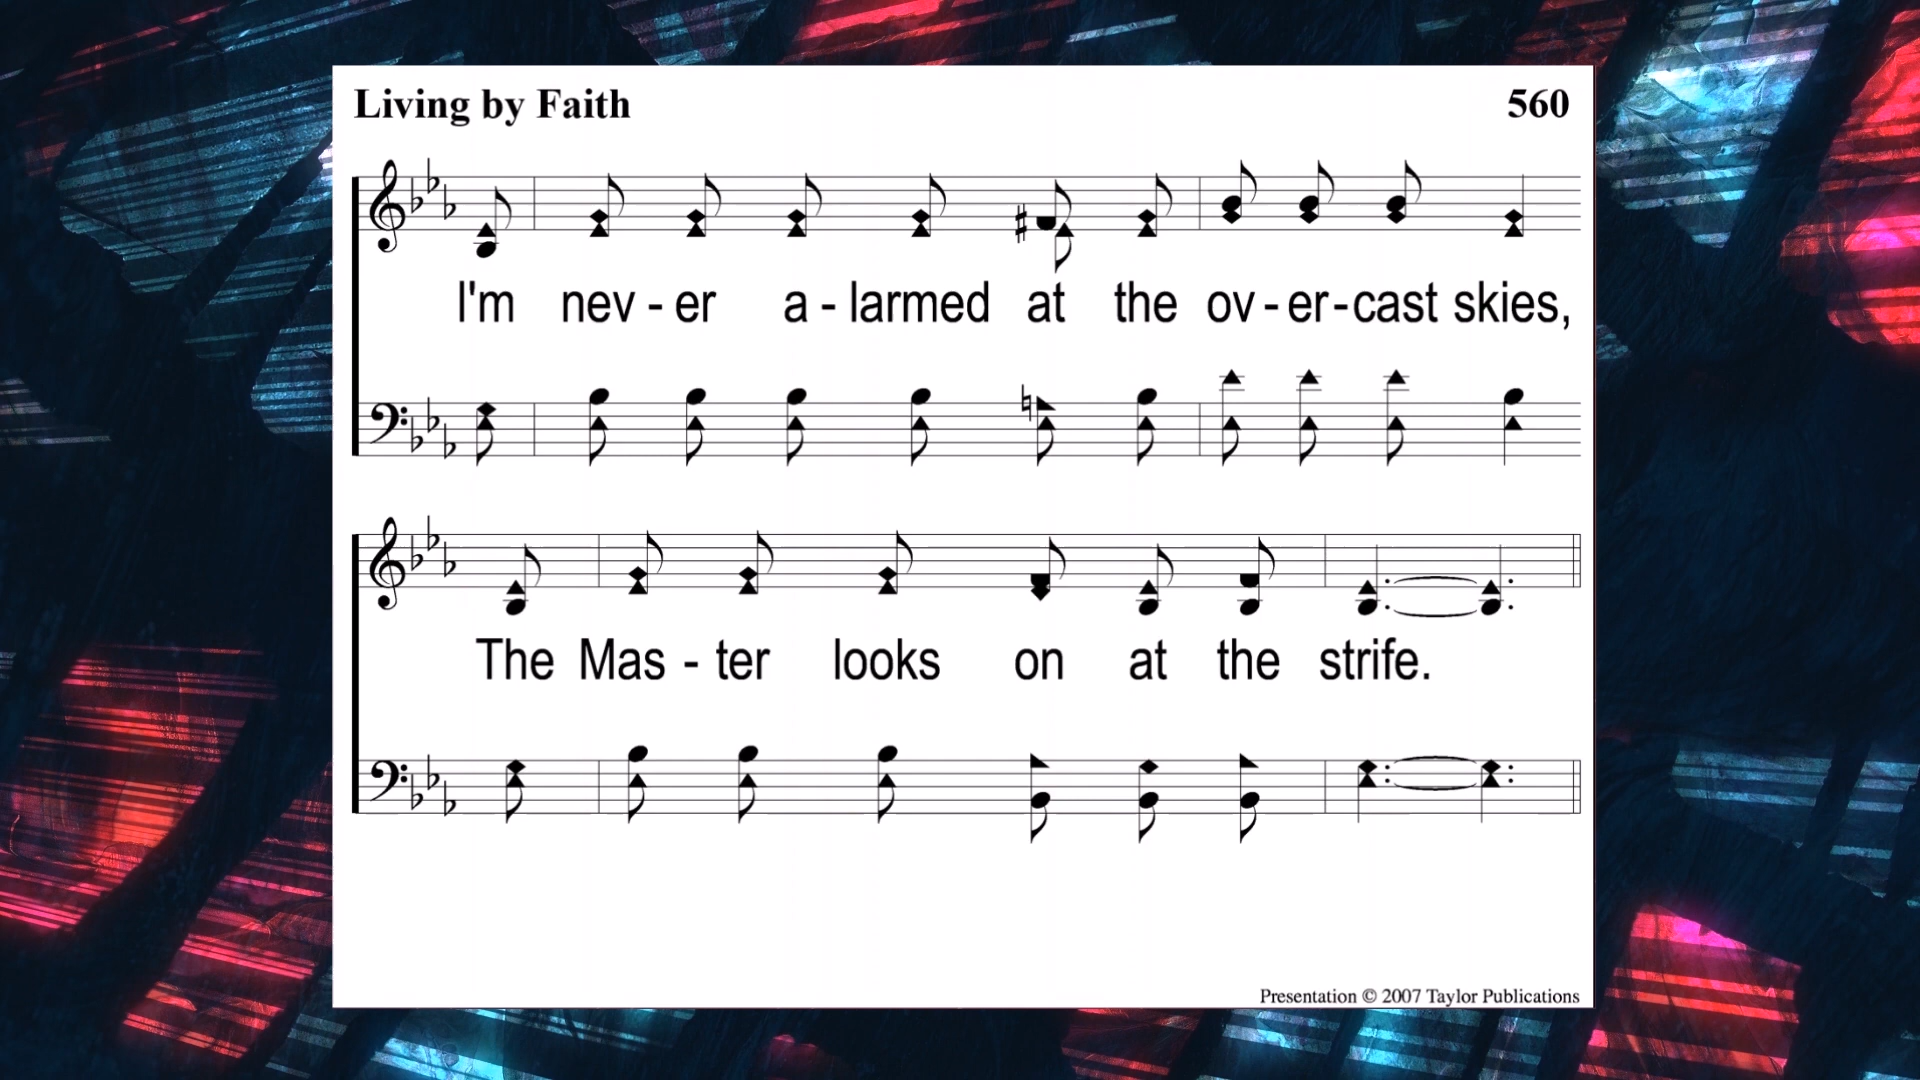 Living by Faith 560
I'm nev - er a - larmed at the ov - er - cast skies,
The Mas - ter looks on at the strife.
Presentation © 2007 Taylor Publications